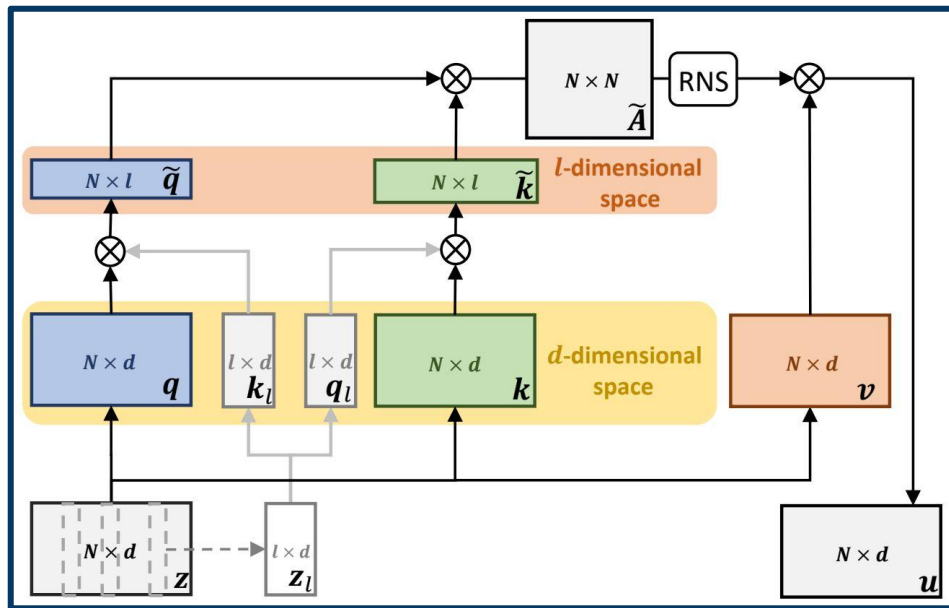 N × N
Ã
RNS
N × l
q̃
N × l
k̃
l-dimensional
space
N × d
q
l × d
k_l
l × d
q_l
N × d
k
d-dimensional
space
N × d
v
N × d
z
l × d
z_l
N × d
u